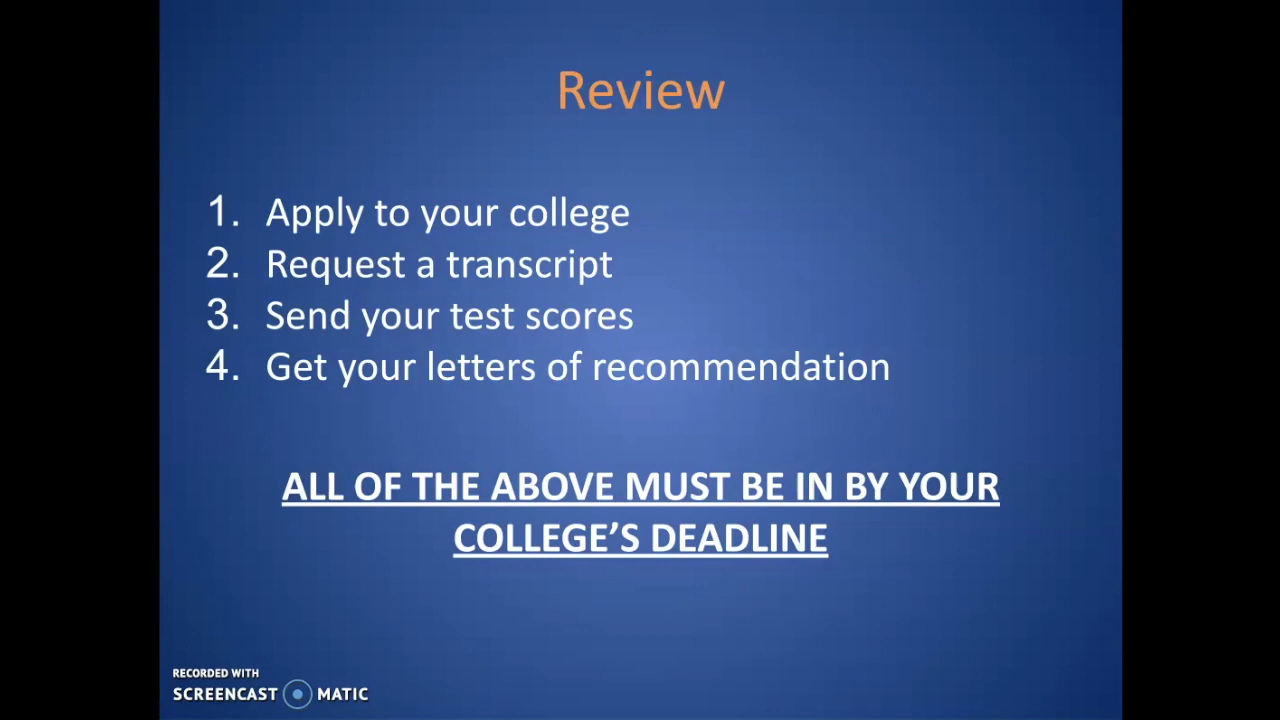 Review
1. Apply to your college
2. Request a transcript
3. Send your test scores
4. Get your letters of recommendation
ALL OF THE ABOVE MUST BE IN BY YOUR
COLLEGE’S DEADLINE
RECORDED WITH
SCREENCAST MATIC